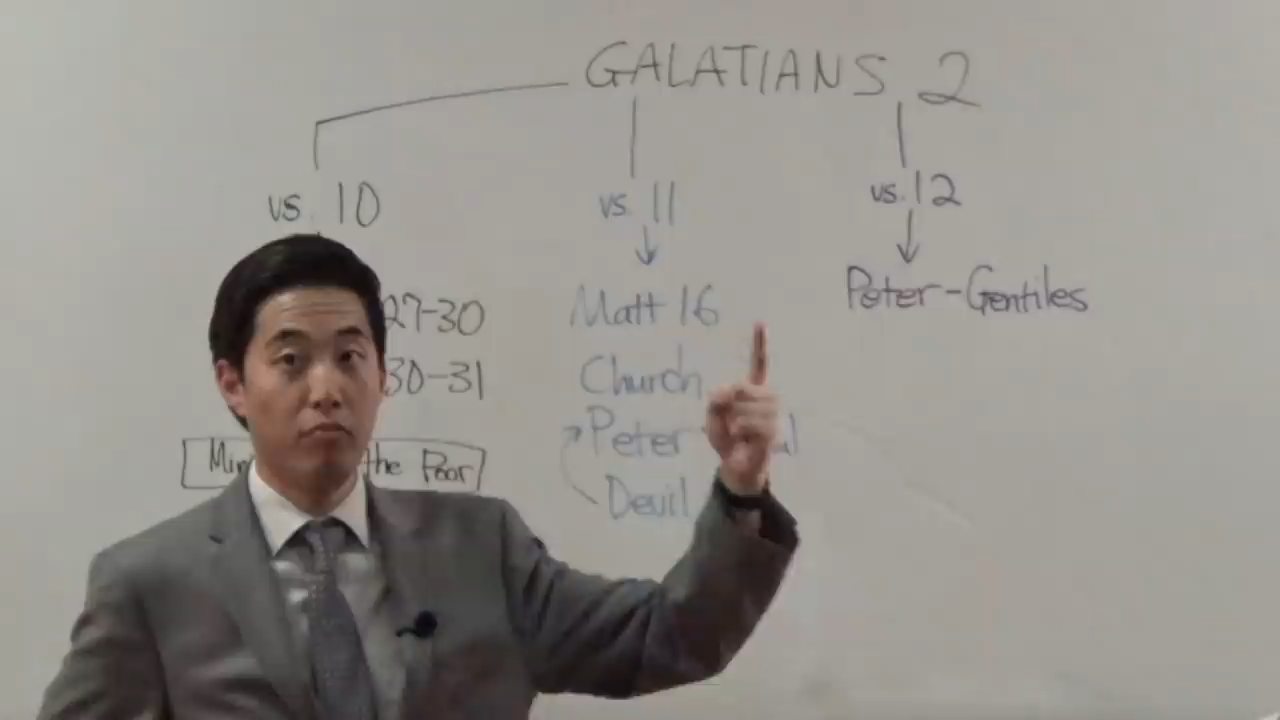 GALATIANS 2
vs. 10
27-30
30-31
the Poor
vs. 11
Matt 16
Church
Peter
Devil
vs. 12
Peter-Gentiles